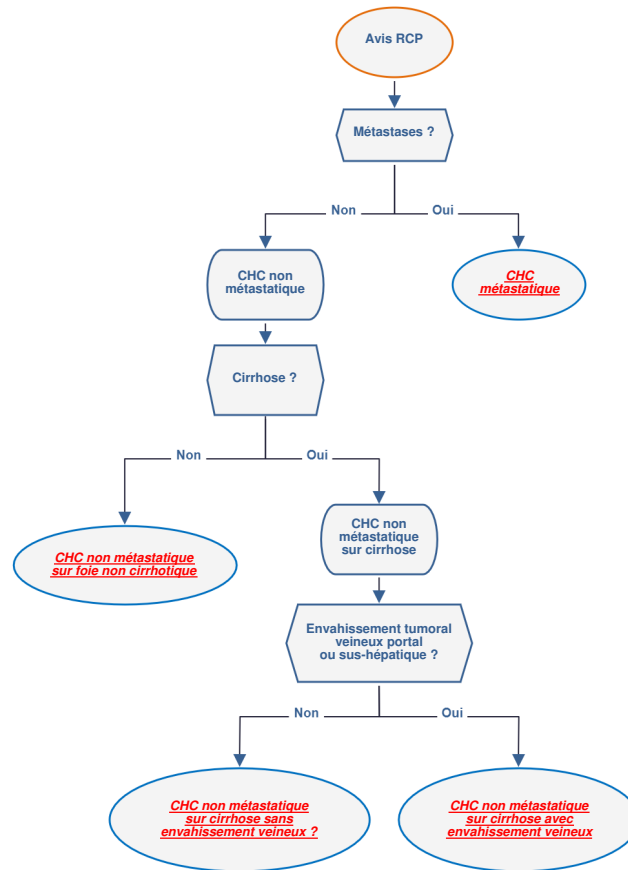 Avis RCP
Métastases ?
Non
Oui
CHC non
métastatique
CHC
métastatique
Cirrhose ?
Non
Oui
CHC non métastatique
sur foie non cirrhotique
CHC non
métastatique
sur cirrhose
Envahissement tumoral
veineux portal
ou sus-hépatique ?
Non
Oui
CHC non métastatique
sur cirrhose sans
envahissement veineux ?
CHC non métastatique
sur cirrhose avec
envahissement veineux